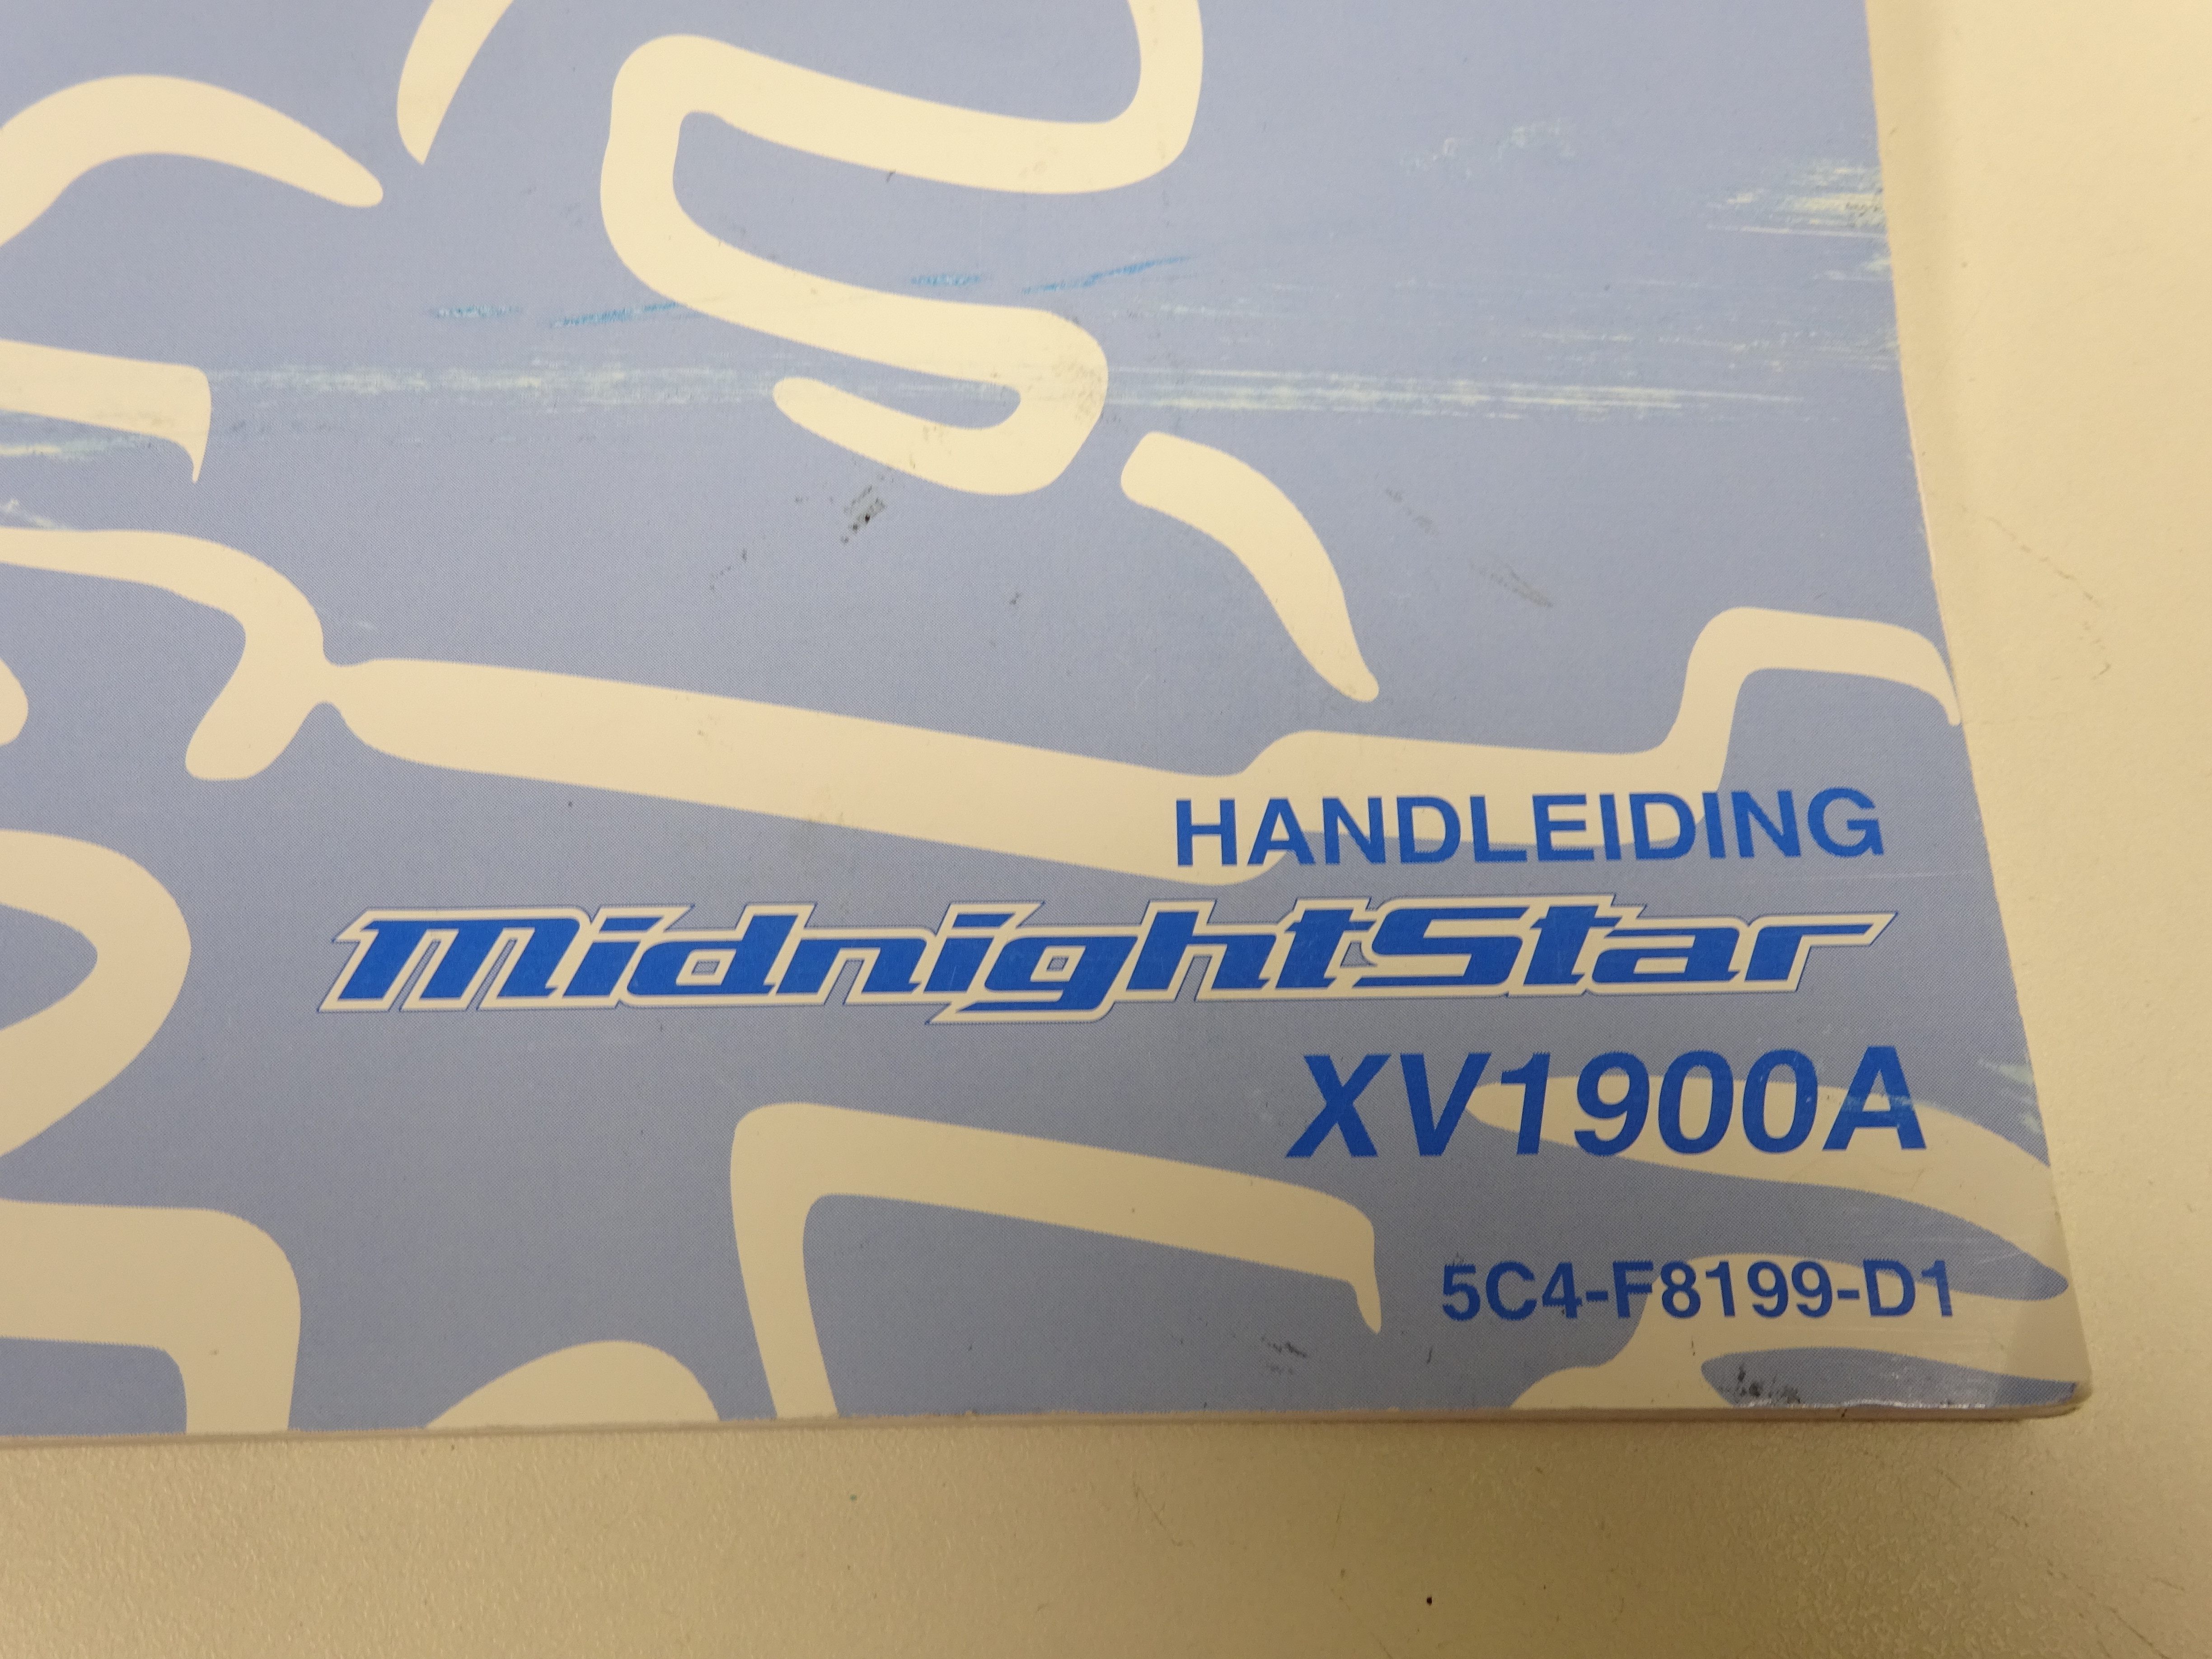 HANDLEIDING
MidnightStar
XV1900A
5C4-F8199-D1